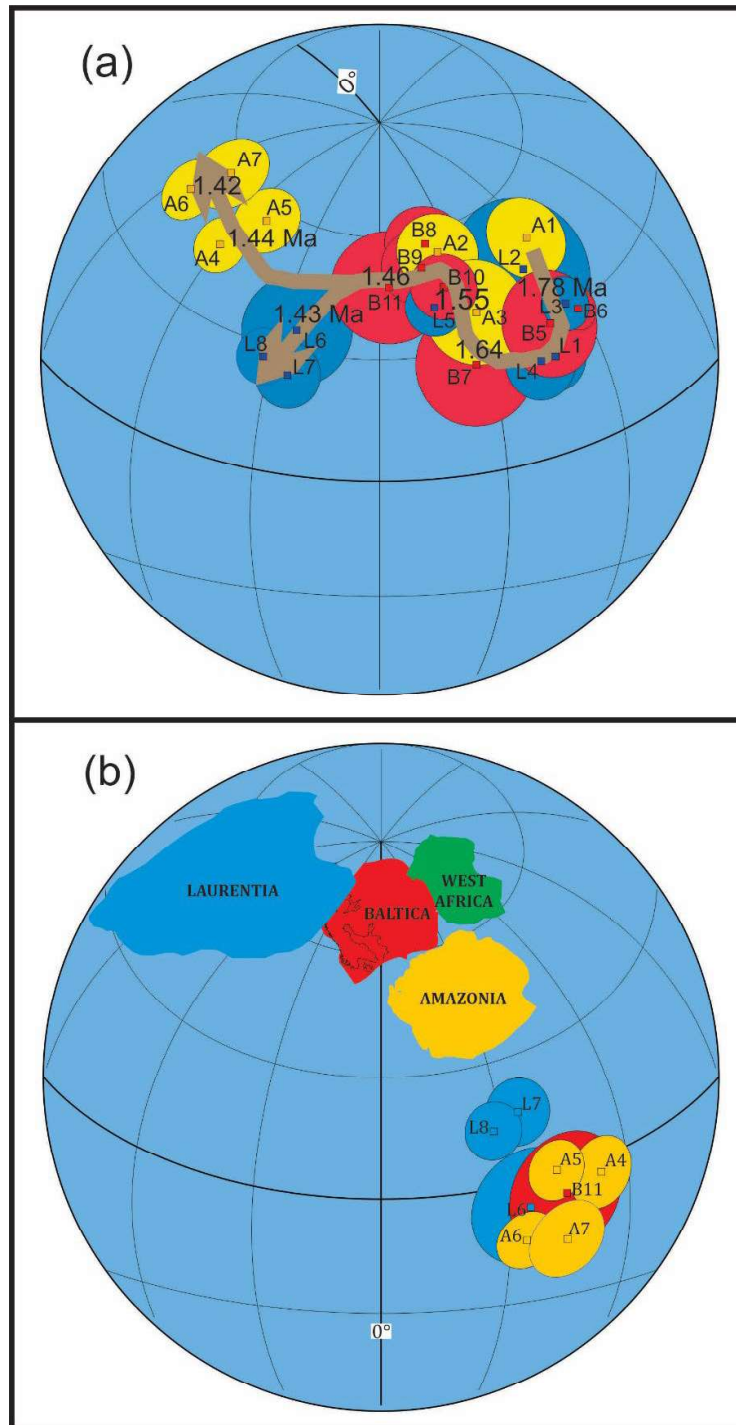 (a)
0°
A7
1.42
A6
A5
1.44 Ma
A4
B8
A2
A1
B9
L2
1.46
B10
1.78 Ma
B11
1.55
L3
B6
L5
A3
B5
1.43 Ma
L6
1.64
L8
B7
L4
L1
L7
(b)
LAURENTIA
WEST
AFRICA
BALTICA
AMAZONIA
L7
L8
A5
A4
B11
L6
A6
A7
0°